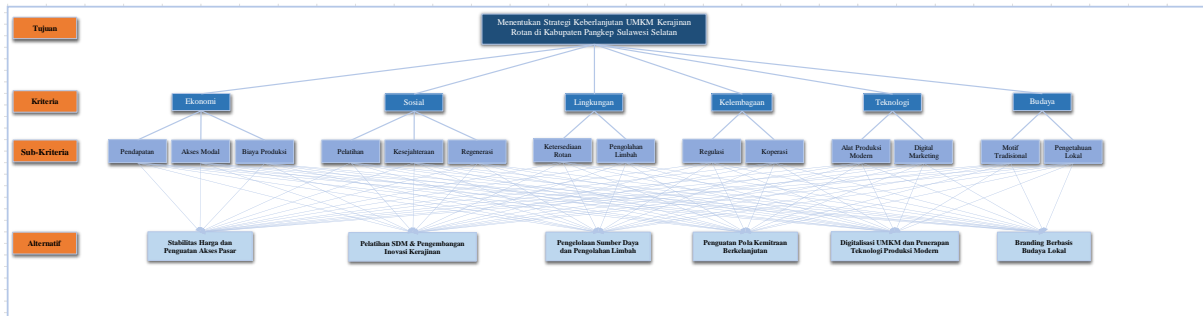 Tujuan
Menentukan Strategi Keberlanjutan UMKM Kerajinan
Rotan di Kabupaten Pangkep Sulawesi Selatan
Kriteria
Ekonomi
Sosial
Lingkungan
Kelembagaan
Teknologi
Budaya
Sub-Kriteria
Pendapatan
Akses Modal
Biaya Produksi
Pelatihan
Kesejahteraan
Regenerasi
Ketersediaan
Rotan
Pengolahan
Limbah
Regulasi
Koperasi
Alat Produksi
Modern
Digital
Marketing
Motif
Tradisional
Pengetahuan
Lokal
Alternatif
Stabilitas Harga dan
Penguatan Akses Pasar
Pelatihan SDM & Pengembangan
Inovasi Kerajinan
Pengelolaan Sumber Daya
dan Pengolahan Limbah
Penguatan Pola Kemitraan
Berkelanjutan
Digitalisasi UMKM dan Penerapan
Teknologi Produksi Modern
Branding Berbasis
Budaya Lokal